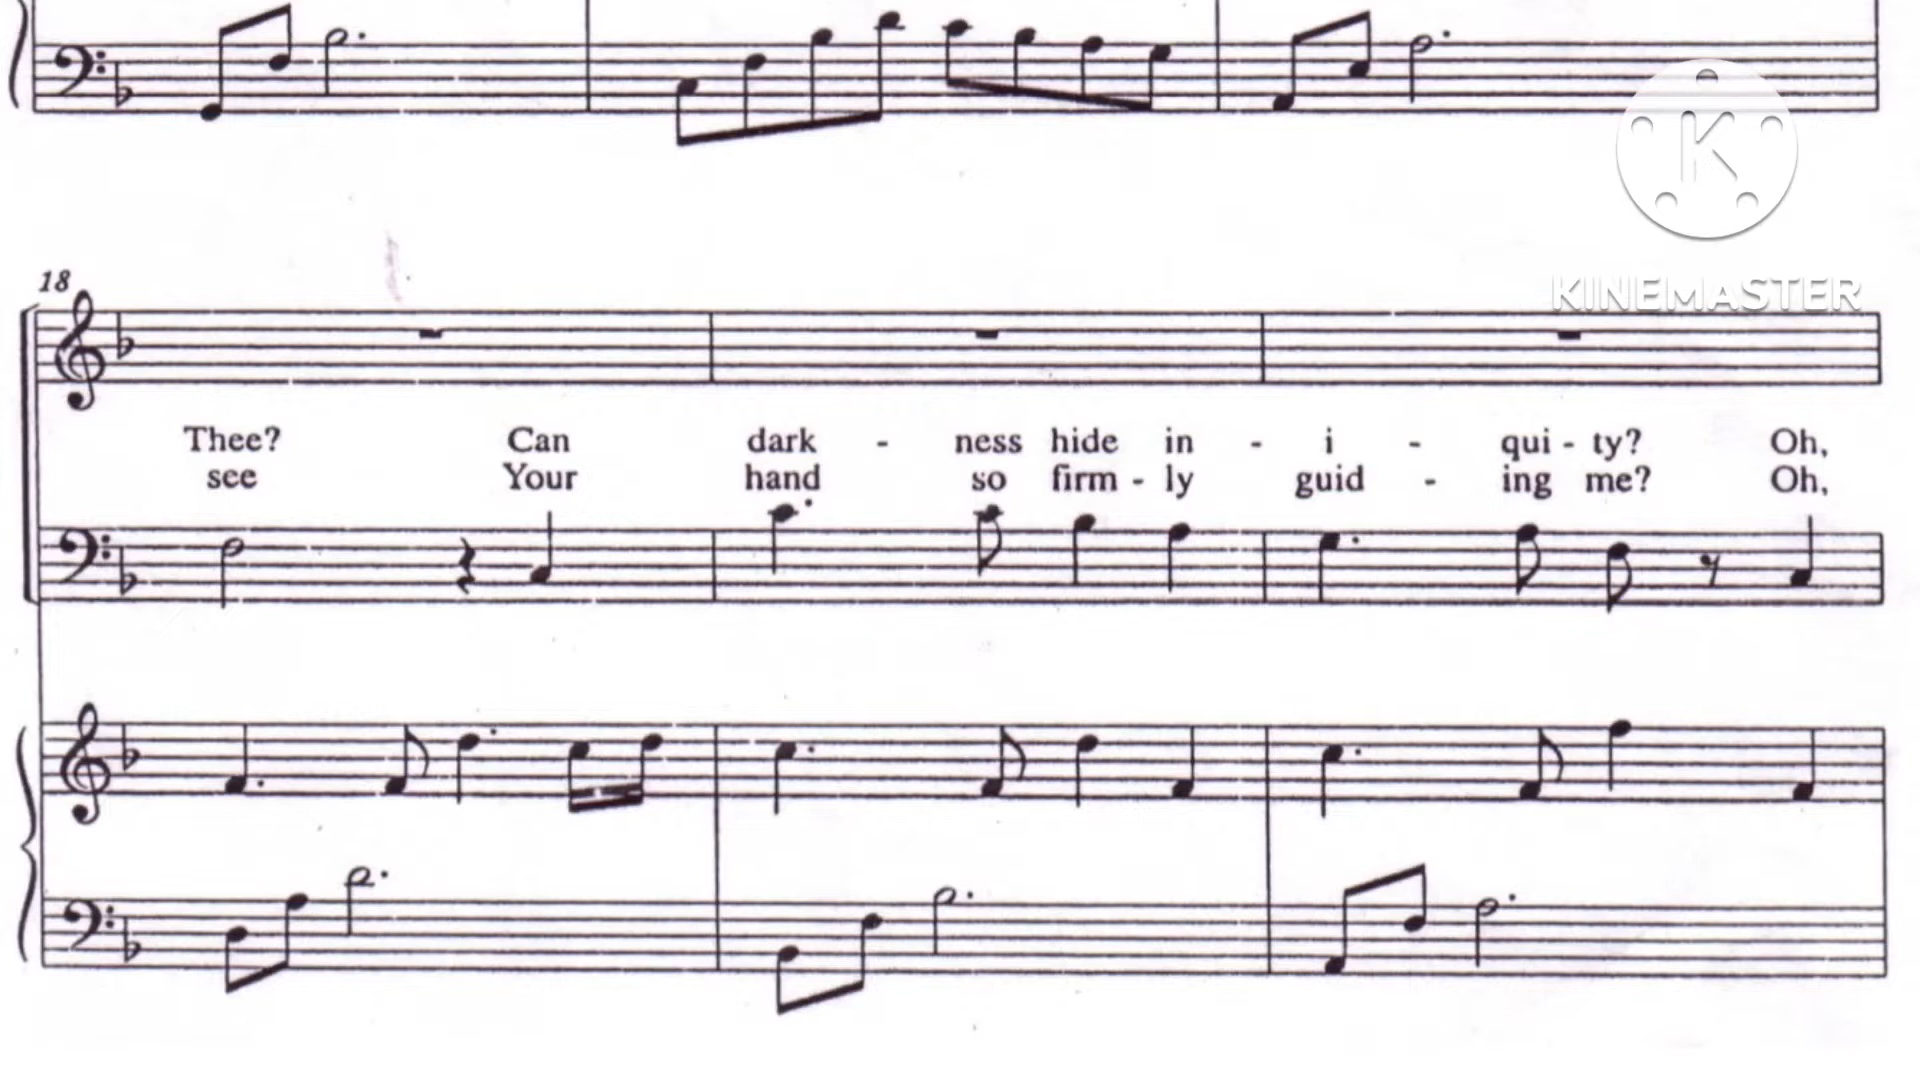 KINEMASTER
18
Thee? Can dark - ness hide in - i - qui - ty? Oh,
see Your hand so firm - ly guid - ing me? Oh,